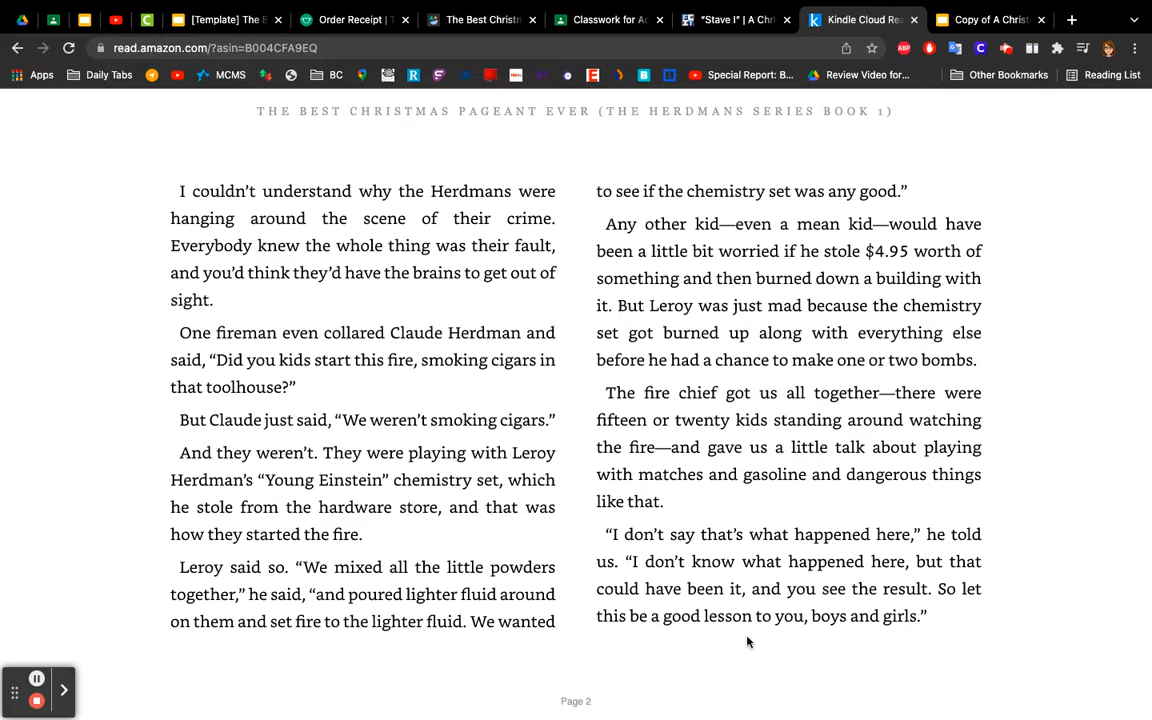 [Template] The B
Order Receipt | T
The Best Christm
Classwork for Ac
"Stave I" | A Chri
Kindle Cloud Rea
Copy of A Christ
read.amazon.com/?asin=B004CFA9EQ
Apps
Daily Tabs
MCMS
BC
Special Report: B...
Review Video for...
Other Bookmarks
Reading List
THE BEST CHRISTMAS PAGEANT EVER (THE HERDMANS SERIES BOOK 1)
I couldn’t understand why the Herdmans were
hanging around the scene of their crime.
Everybody knew the whole thing was their fault,
and you’d think they’d have the brains to get out of
sight.
One fireman even collared Claude Herdman and
said, “Did you kids start this fire, smoking cigars in
that toolhouse?”
But Claude just said, “We weren’t smoking cigars.”
And they weren’t. They were playing with Leroy
Herdman’s “Young Einstein” chemistry set, which
he stole from the hardware store, and that was
how they started the fire.
Leroy said so. “We mixed all the little powders
together,” he said, “and poured lighter fluid around
on them and set fire to the lighter fluid. We wanted
to see if the chemistry set was any good.”
Any other kid—even a mean kid—would have
been a little bit worried if he stole $4.95 worth of
something and then burned down a building with
it. But Leroy was just mad because the chemistry
set got burned up along with everything else
before he had a chance to make one or two bombs.
The fire chief got us all together—there were
fifteen or twenty kids standing around watching
the fire—and gave us a little talk about playing
with matches and gasoline and dangerous things
like that.
“I don’t say that’s what happened here,” he told
us. “I don’t know what happened here, but that
could have been it, and you see the result. So let
this be a good lesson to you, boys and girls.”
Page 2